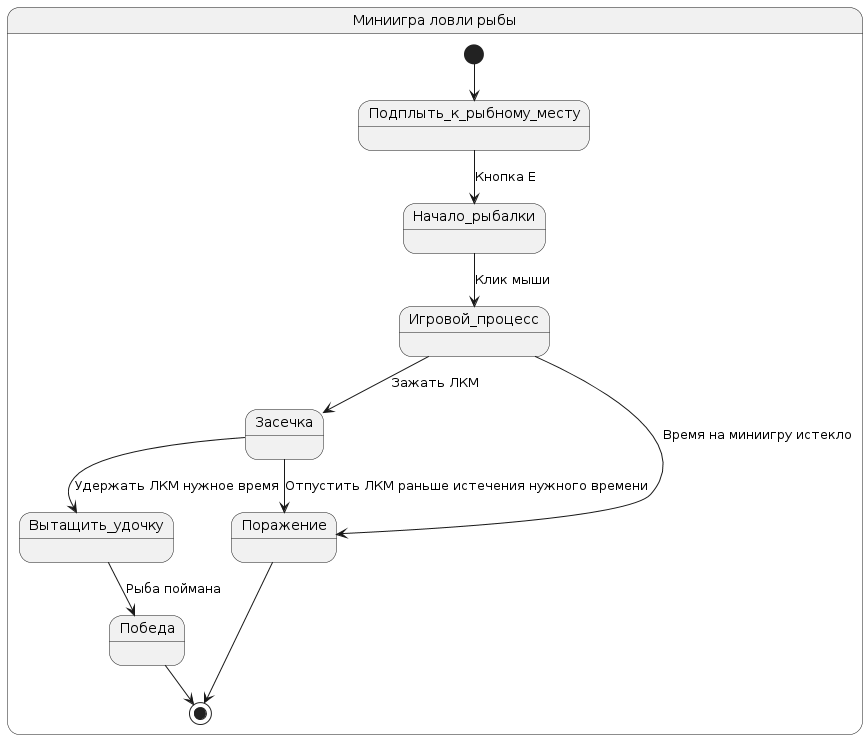 Миниигра ловли рыбы
Подплыть_к_рыбному_месту
Кнопка E
Начало_рыбалки
Клик мыши
Игровой_процесс
Зажать ЛКМ
Засечка
Время на миниигру истекло
Удержать ЛКМ нужное время
Отпустить ЛКМ раньше истечения нужного времени
Вытащить_удочку
Поражение
Рыба поймана
Победа